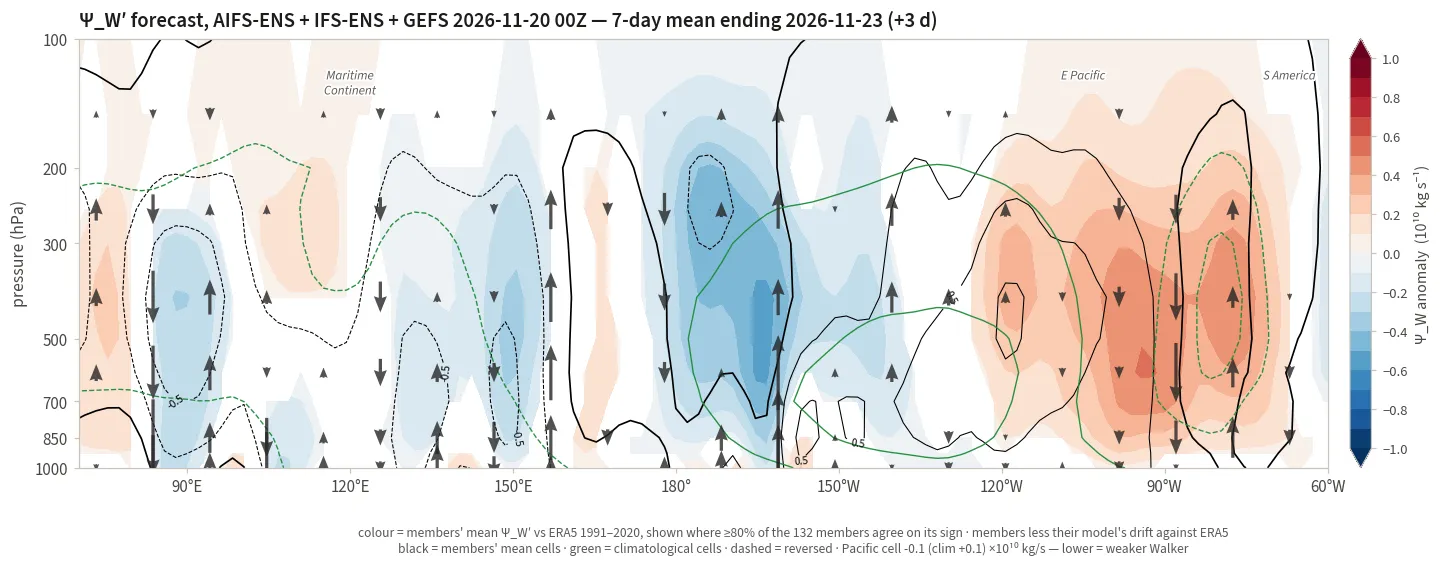 Ψ_W′ forecast, AIFS-ENS + IFS-ENS + GEFS 2026-11-20 00Z — 7-day mean ending 2026-11-23 (+3 d)
100
200
300
400
500
700
850
1000
pressure (hPa)
Maritime
Continent
E Pacific
S America
-0.5
-0.5
-0.5
0.5
0.5
0.5
90°E
120°E
150°E
180°
150°W
120°W
90°W
60°W
1.0
0.8
0.6
0.4
0.2
0.0
−0.2
−0.4
−0.6
−0.8
−1.0
Ψ_W anomaly (10¹⁰ kg s⁻¹)
colour = members' mean Ψ_W′ vs ERA5 1991–2020, shown where ≥80% of the 132 members agree on its sign · members less their model's drift against ERA5
black = members' mean cells · green = climatological cells · dashed = reversed · Pacific cell -0.1 (clim +0.1) ×10¹⁰ kg/s — lower = weaker Walker